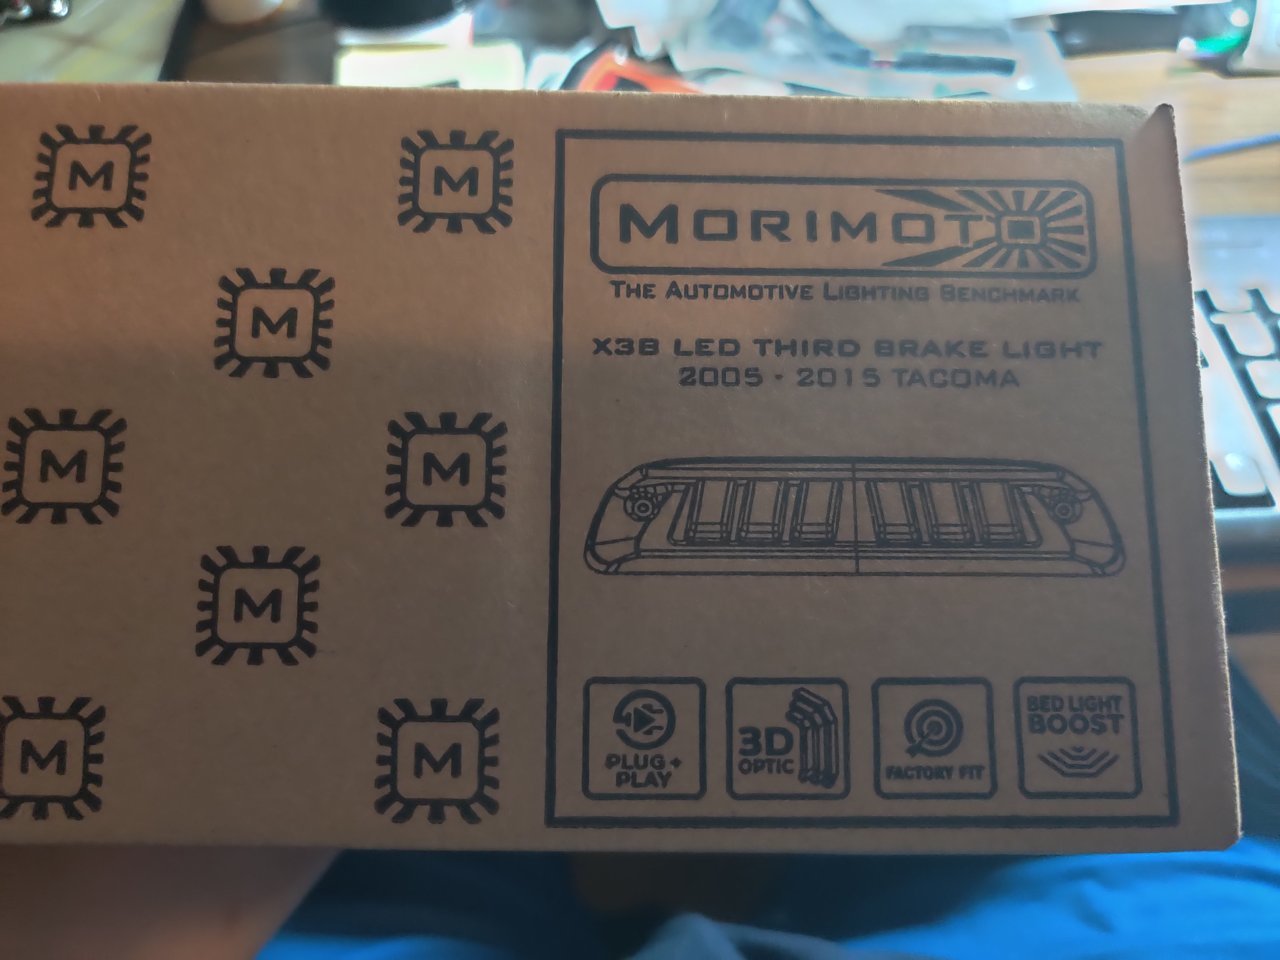 M
M
M
M
M
M
M
M
MORIMOTO
THE AUTOMOTIVE LIGHTING BENCHMARK
X3B LED THIRD BRAKE LIGHT
2005 - 2015 TACOMA
PLUG+
PLAY
3D
OPTIC
FACTORY FIT
BED LIGHT
BOOST